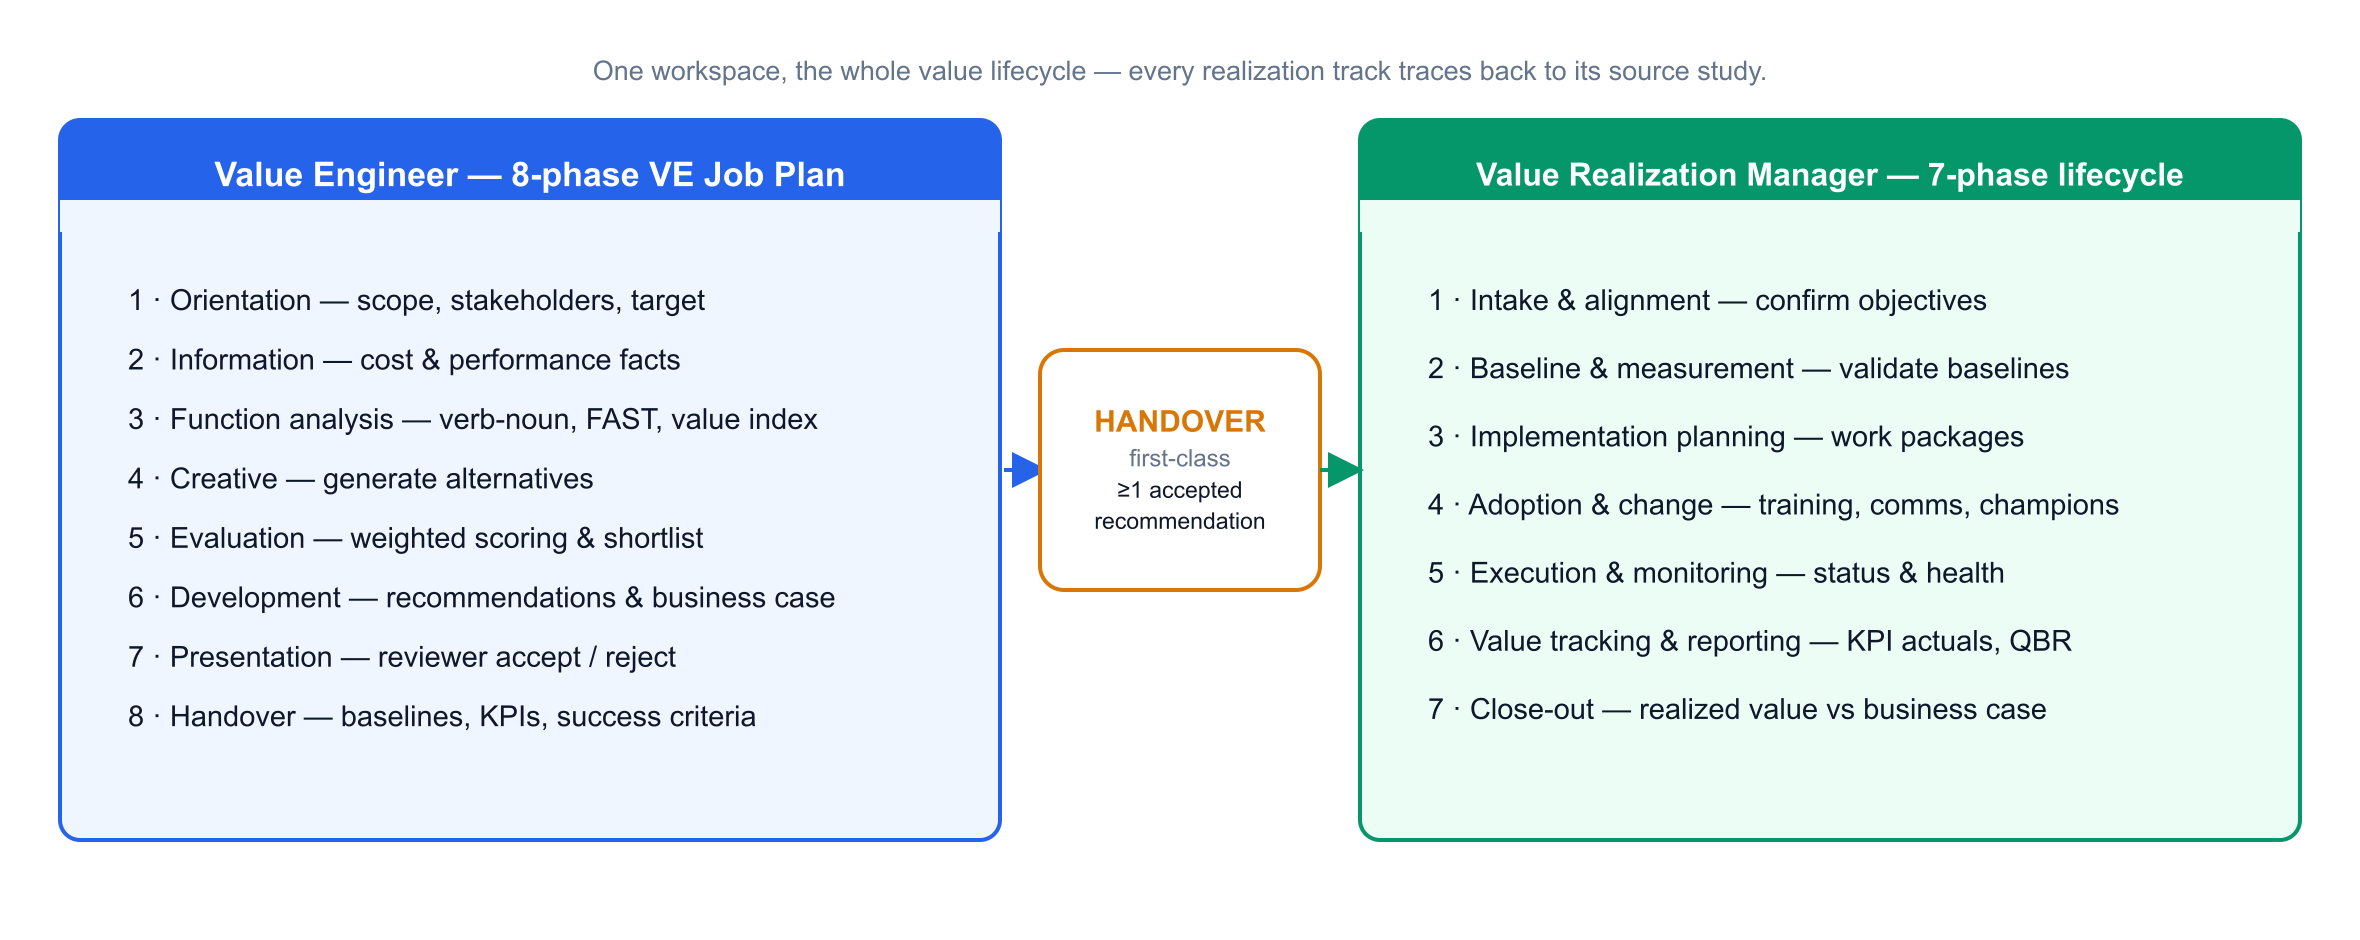 One workspace, the whole value lifecycle — every realization track traces back to its source study.
Value Engineer — 8-phase VE Job Plan
1 · Orientation — scope, stakeholders, target
2 · Information — cost & performance facts
3 · Function analysis — verb-noun, FAST, value index
4 · Creative — generate alternatives
5 · Evaluation — weighted scoring & shortlist
6 · Development — recommendations & business case
7 · Presentation — reviewer accept / reject
8 · Handover — baselines, KPIs, success criteria
HANDOVER
first-class
≥1 accepted
recommendation
Value Realization Manager — 7-phase lifecycle
1 · Intake & alignment — confirm objectives
2 · Baseline & measurement — validate baselines
3 · Implementation planning — work packages
4 · Adoption & change — training, comms, champions
5 · Execution & monitoring — status & health
6 · Value tracking & reporting — KPI actuals, QBR
7 · Close-out — realized value vs business case